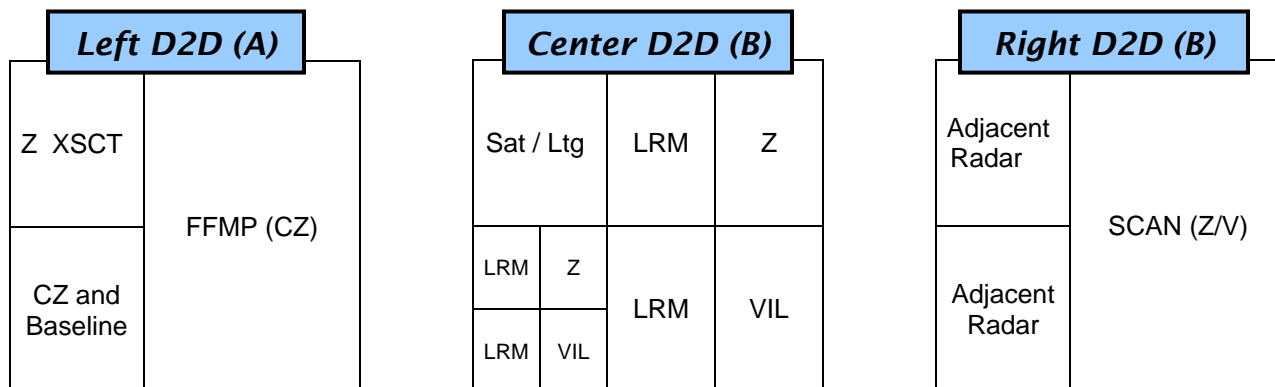 Left D2D (A)
Z XSCT
FFMP (CZ)
CZ and
Baseline
Center D2D (B)
Sat / Ltg
LRM
Z
LRM
Z
LRM
VIL
LRM
VIL
Right D2D (B)
Adjacent
Radar
SCAN (Z/V)
Adjacent
Radar